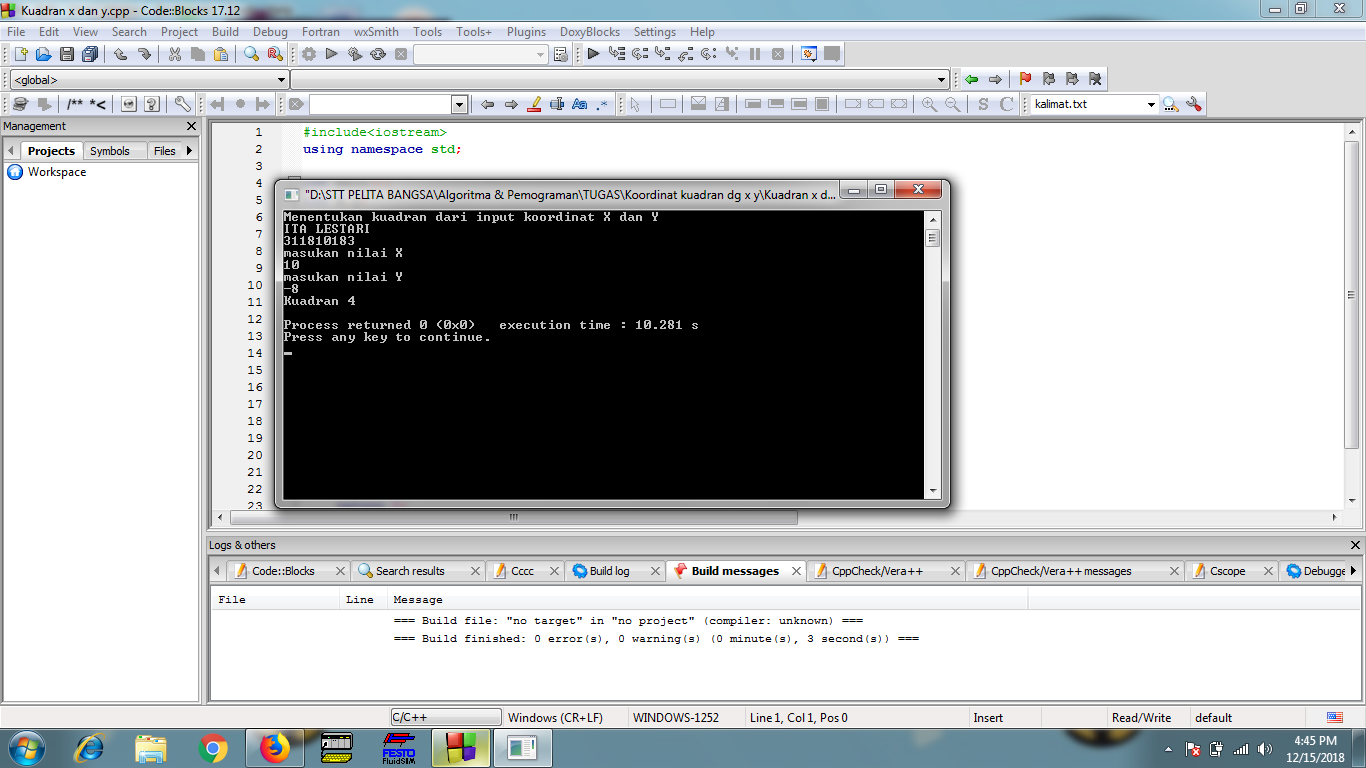 Kuadran x dan y.cpp - Code::Blocks 17.12
File Edit View Search Project Build Debug Fortran wxSmith Tools Tools+ Plugins DoxyBlocks Settings Help
<global>
/** *<
kalimat.txt
Management
Projects Symbols Files
Workspace
1 #include<iostream>
2 using namespace std;
3
4
5
6
7
8
9
10
11
12
13
14
15
16
17
18
19
20
21
22
23
"D:\STT PELITA BANGSA\Algoritma & Pemograman\TUGAS\Koordinat kuadran dg x y\Kuadran x d...
Menentukan kuadran dari input koordinat X dan Y
ITA LESTARI
311810183
masukan nilai X
10
masukan nilai Y
-8
Kuadran 4
Process returned 0 (0x0)   execution time : 10.281 s
Press any key to continue.
Logs & others
Code::Blocks Search results Cccc Build log Build messages CppCheck/Vera++ CppCheck/Vera++ messages Cscope Debugge
File Line Message
=== Build file: "no target" in "no project" (compiler: unknown) ===
=== Build finished: 0 error(s), 0 warning(s) (0 minute(s), 3 second(s)) ===
C/C++ Windows (CR+LF) WINDOWS-1252 Line 1, Col 1, Pos 0 Insert Read/Write default
FESTO
FluidSIM
4:45 PM
12/15/2018